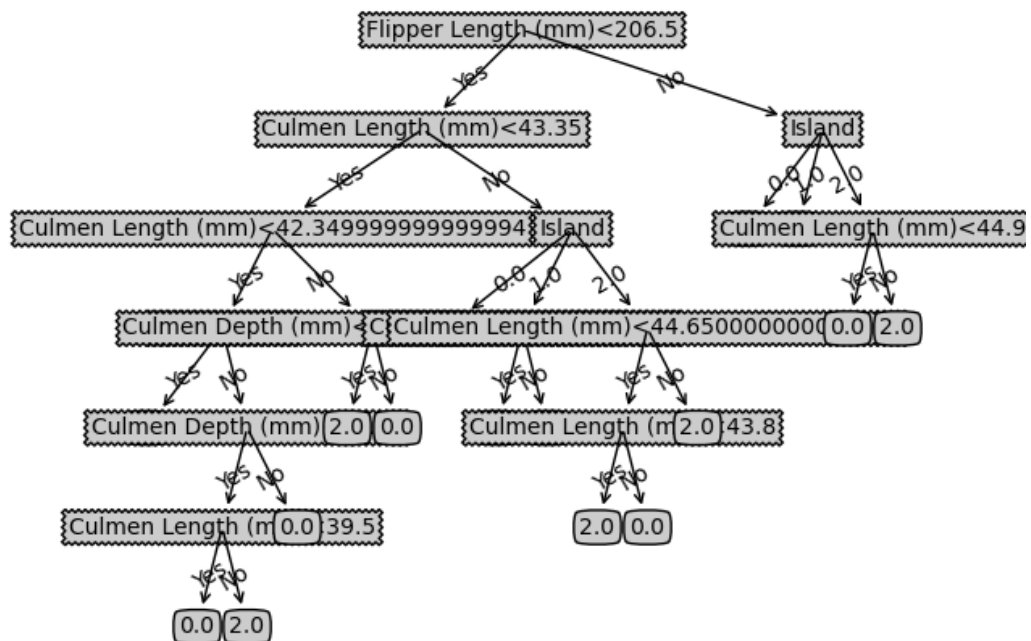 Flipper Length (mm)<206.5
Yes
No
Culmen Length (mm)<43.35
Island
Yes
No
0.0
2.0
Culmen Length (mm)<42.3499999999999994
Island
Culmen Length (mm)<44.9
Yes
No
0.0
1.0
2.0
Yes
No
Culmen Depth (mm)<
C
Culmen Length (mm)<44.6500000000
0.0
2.0
Yes
No
Yes
No
Yes
No
Yes
No
Culmen Depth (mm)
2.0
0.0
Culmen Length (m
2.0
43.8
Yes
No
Yes
No
Culmen Length (m
0.0
39.5
2.0
0.0
Yes
No
0.0
2.0